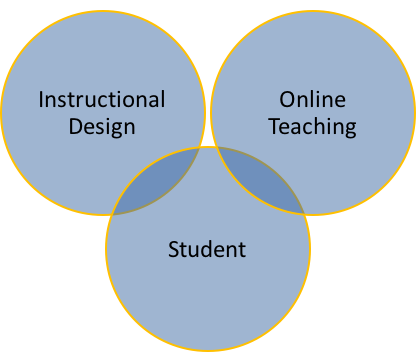 Instructional
Design
Online
Teaching
Student